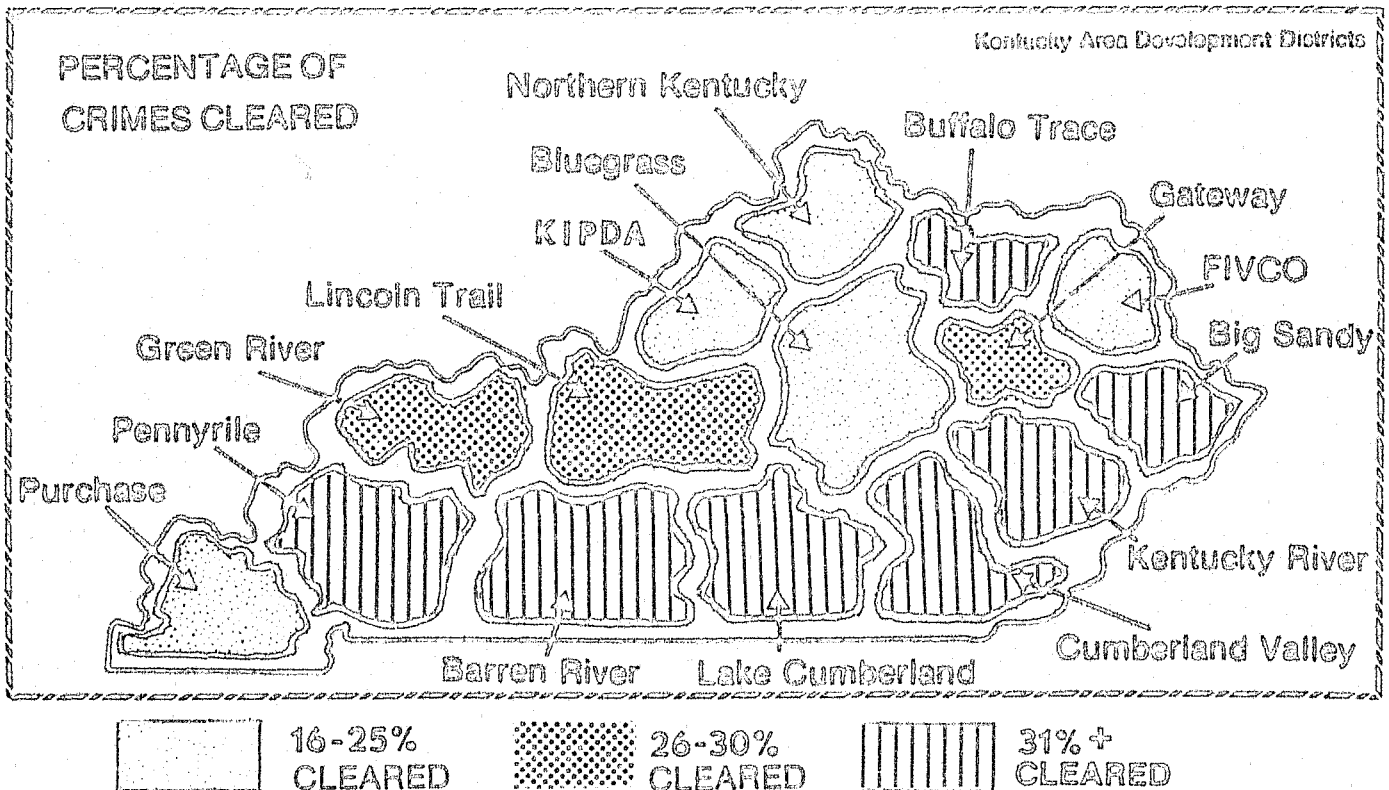 Kentucky Area Development Districts
PERCENTAGE OF
CRIMES CLEARED
Northern Kentucky
Buffalo Trace
Bluegrass
Gateway
KIPDA
FIVCO
Lincoln Trail
Big Sandy
Green River
Pennyrile
Purchase
Kentucky River
Cumberland Valley
Barren River
Lake Cumberland
16-25%
CLEARED
26-30%
CLEARED
31% +
CLEARED